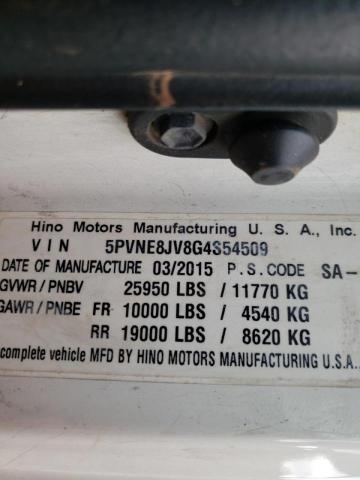 Hino Motors Manufacturing U. S. A., Inc.
VIN 5PVNE8JV8G4S54509
DATE OF MANUFACTURE 03/2015 P.S.CODE SA-
GVWR/PNBV 25950 LBS / 11770 KG
GAWR/PNBE FR 10000 LBS / 4540 KG
RR 19000 LBS / 8620 KG
complete vehicle MFD BY HINO MOTORS MANUFACTURING U.S.A.,